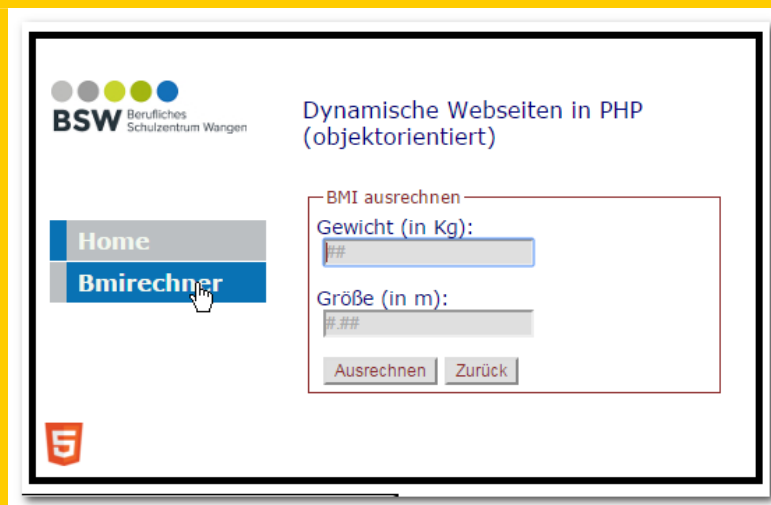 BSW Berufliches
Schulzentrum Wangen
Dynamische Webseiten in PHP
(objektorientiert)
Home
Bmirechner
BMI ausrechnen
Gewicht (in Kg):
##
Größe (in m):
#.##
Ausrechnen Zurück
5